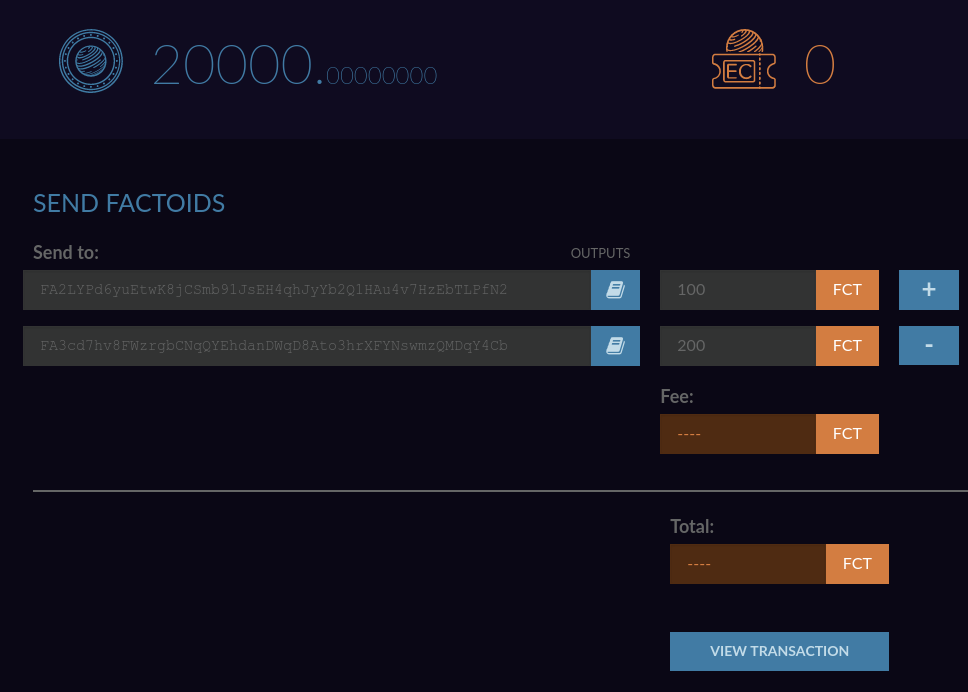 20000.00000000
EC 0
SEND FACTOIDS
Send to: OUTPUTS
FA2LYPd6yuEtwK8jCSmb91JsEH4qhJyYb2Q1HAu4v7HzEbTLPfN2 100 FCT +
FA3cd7hv8FWzrgbCNqQYEhdanDWqD8Ato3hrXFYNswmzQMDqY4Cb 200 FCT -
Fee:
---- FCT
Total:
---- FCT
VIEW TRANSACTION